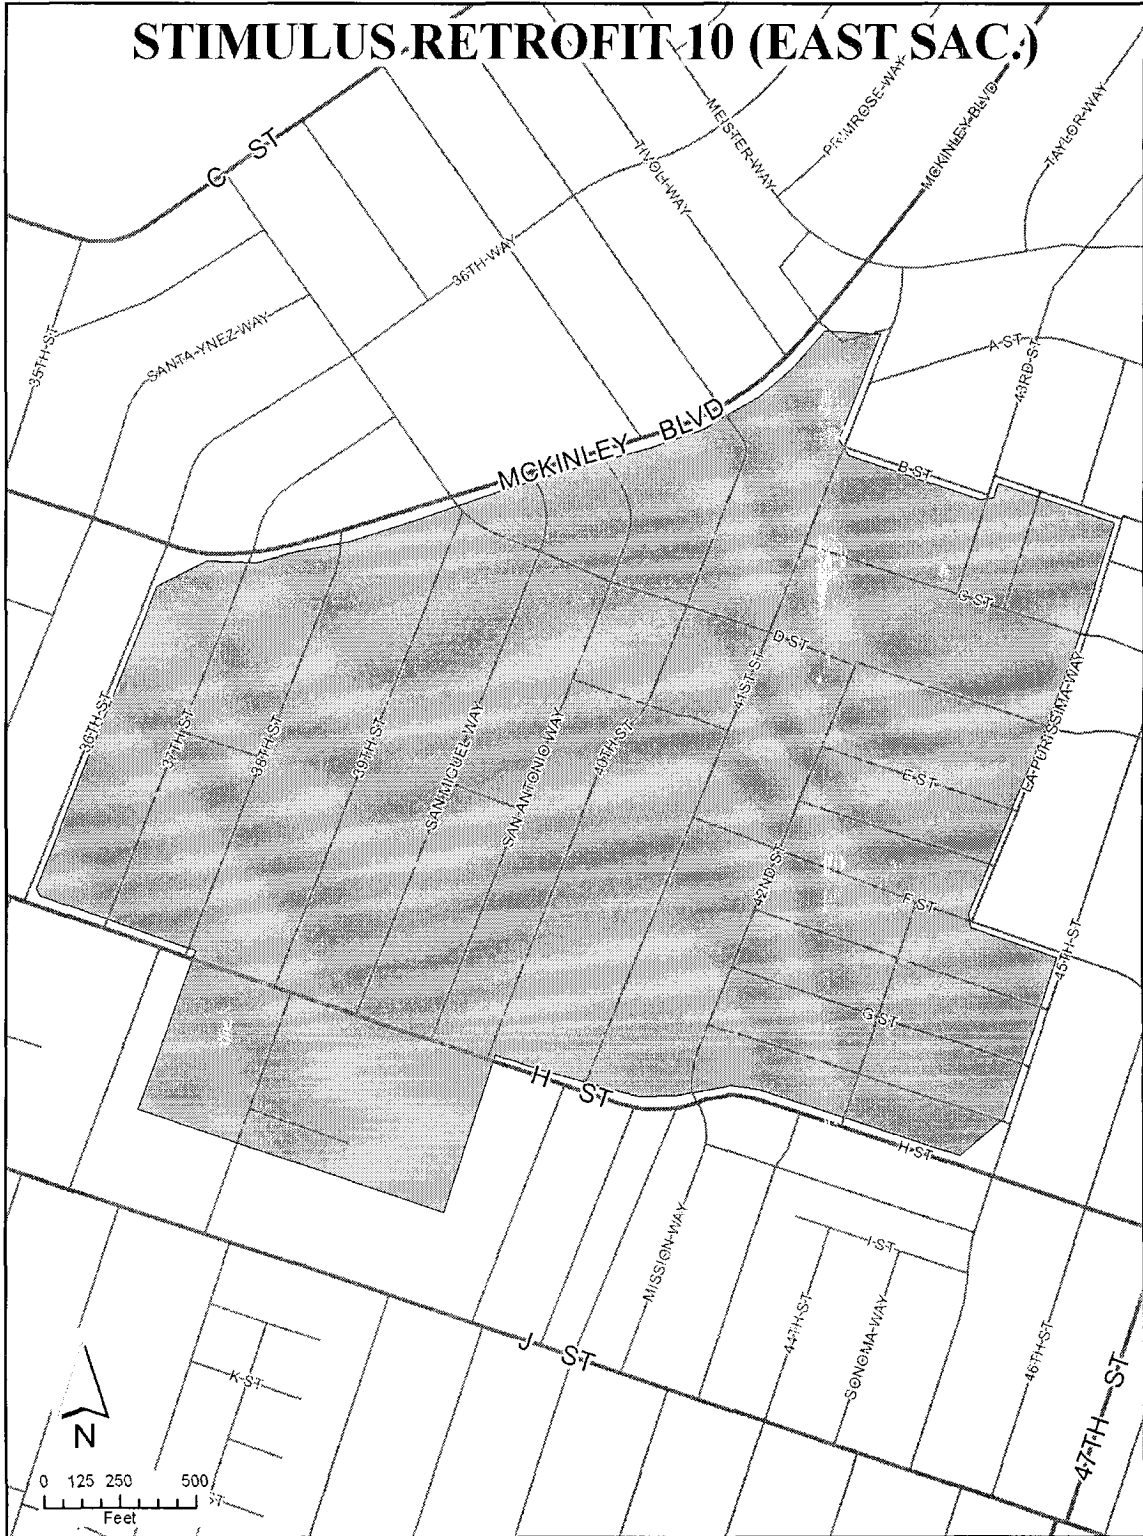 STIMULUS RETROFIT 10 (EAST SAC.)
C ST
MEISTER WAY
PRIMROSE WAY
MCKINLEY BLVD
TAYLOR WAY
TIVOLI WAY
36TH WAY
35TH ST
SANTA YNEZ WAY
A ST
43RD ST
MCKINLEY BLVD
B ST
C ST
D ST
41ST ST
LA PURISSIMA WAY
36TH ST
37TH ST
38TH ST
39TH ST
SAN MIGUEL WAY
SAN ANTONIO WAY
40TH ST
E ST
42ND ST
F ST
45TH ST
G ST
H ST
H ST
MISSION WAY
I ST
44TH ST
SONOMA WAY
46TH ST
47TH ST
J ST
K ST
N
0 125 250 500
Feet
ST